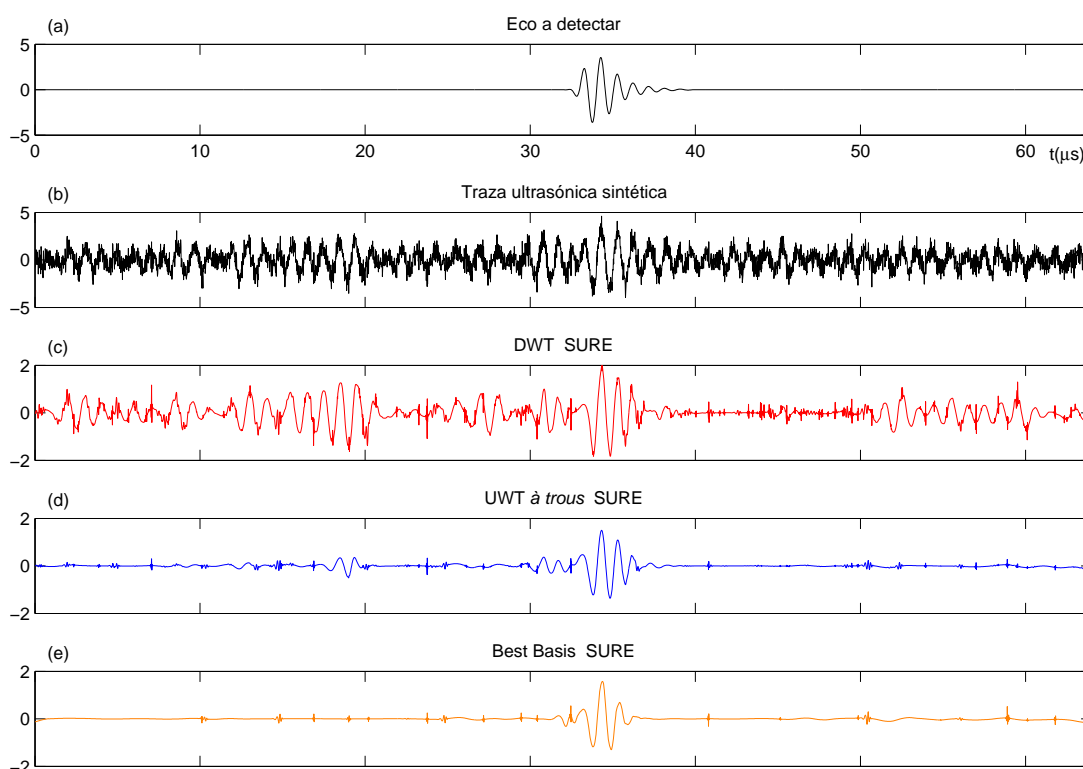 (a)
Eco a detectar
5
0
−5
0 10 20 30 40 50 60 t(μs)
(b)
Traza ultrasónica sintética
5
0
−5
(c)
DWT SURE
2
0
−2
(d)
UWT à trous SURE
2
0
−2
(e)
Best Basis SURE
2
0
−2